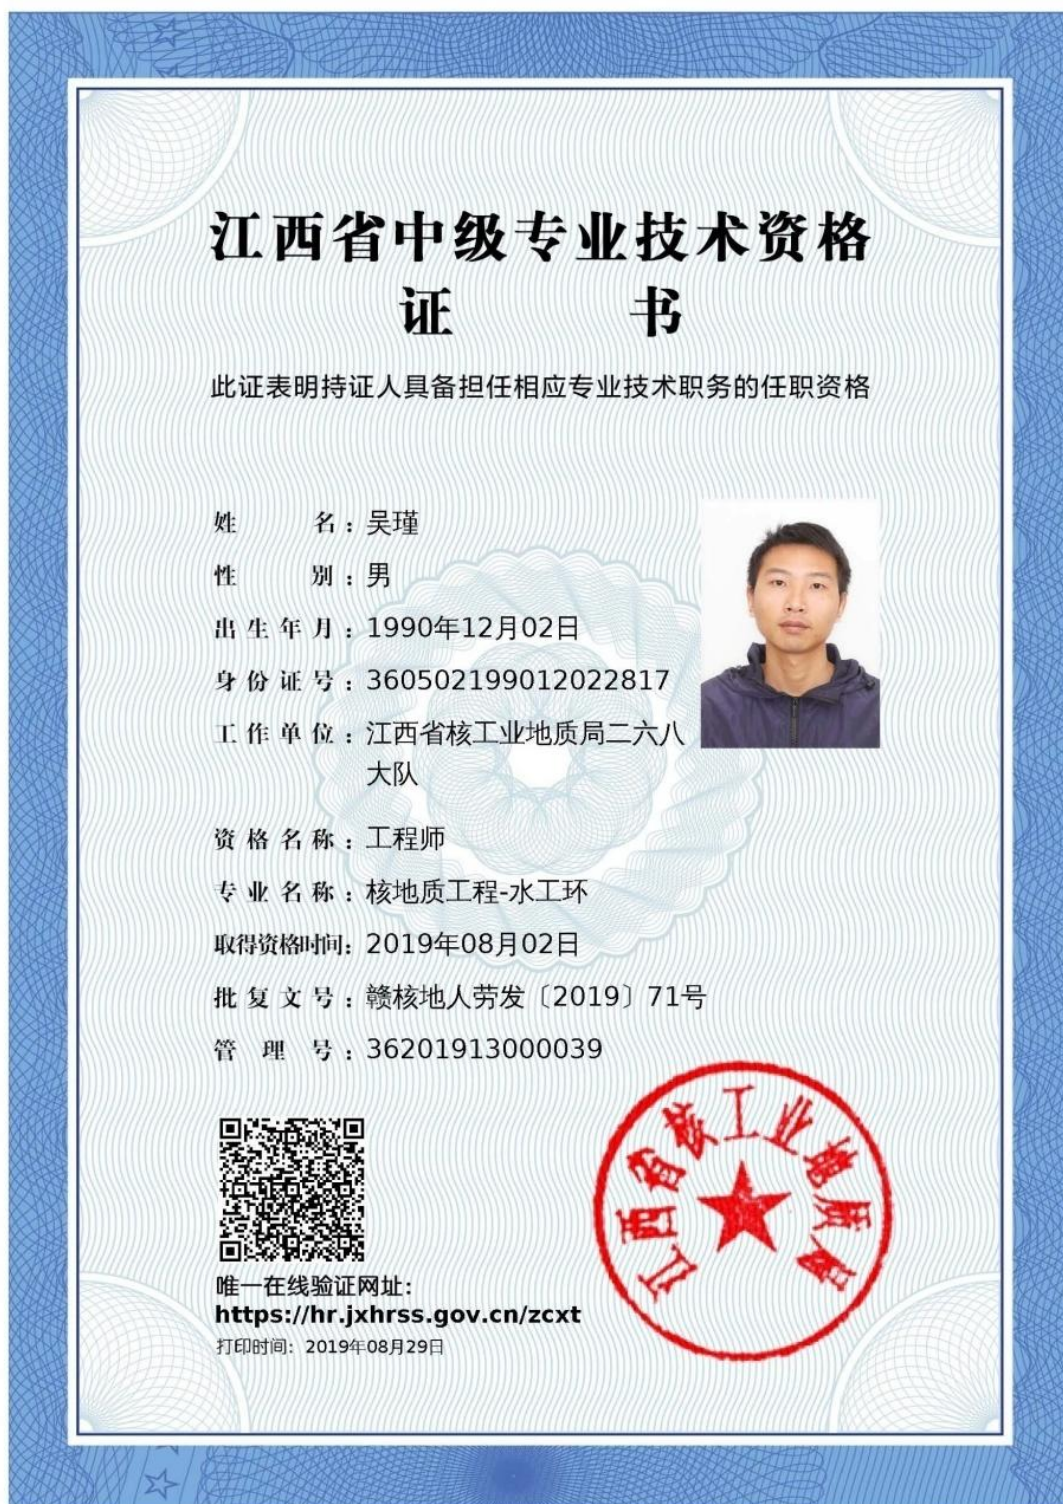 江西省中级专业技术资格
证 书
此证表明持证人具备担任相应专业技术职务的任职资格
姓 名：吴瑾
性 别：男
出生年月：1990年12月02日
身份证号：360502199012022817
工作单位：江西省核工业地质局二六八
大队
资格名称：工程师
专业名称：核地质工程-水工环
取得资格时间：2019年08月02日
批复文号：赣核地人劳发〔2019〕71号
管 理 号：36201913000039
江西省核工业地质局
唯一在线验证网址：
https://hr.jxhrss.gov.cn/zcxt
打印时间：2019年08月29日